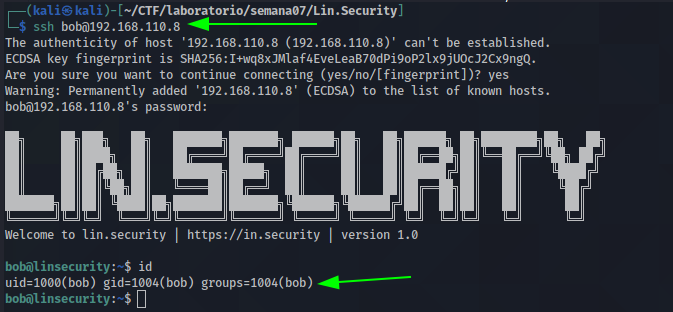 (kali㉿kali)-[~/CTF/laboratorio/semana07/Lin.Security]
$ ssh bob@192.168.110.8
The authenticity of host '192.168.110.8 (192.168.110.8)' can't be established.
ECDSA key fingerprint is SHA256:I+wq8xJMlaf4EveLeaB70dPi9oP2lx9jUOcJ2Cx9ngQ.
Are you sure you want to continue connecting (yes/no/[fingerprint])? yes
Warning: Permanently added '192.168.110.8' (ECDSA) to the list of known hosts.
bob@192.168.110.8's password:
LIN.SECURITY
Welcome to lin.security | https://in.security | version 1.0
bob@linsecurity:~$ id
uid=1000(bob) gid=1004(bob) groups=1004(bob)
bob@linsecurity:~$